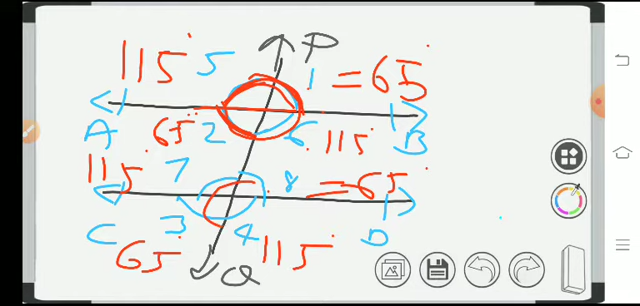 P
115° 5 1 = 65°
A 65° 2 6 115° B
115° 7 8 = 65°
C 3 4 D
65° Q 115°